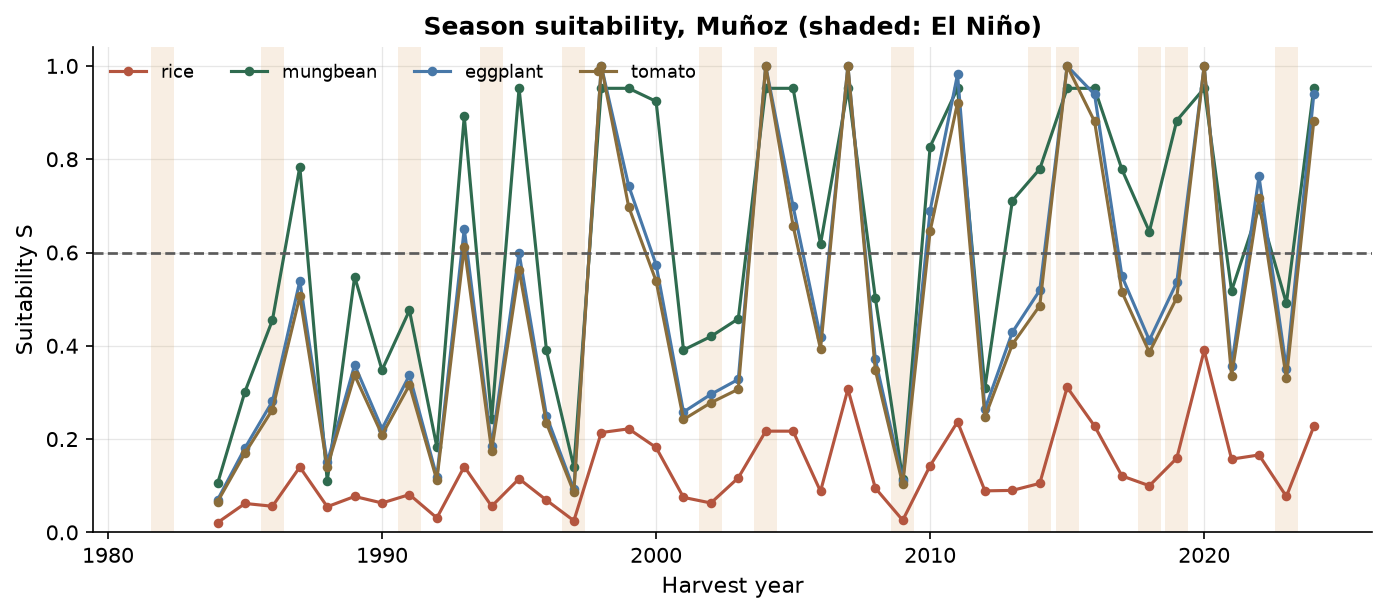 Season suitability, Muñoz (shaded: El Niño)
rice mungbean eggplant tomato
Suitability S
1.0
0.8
0.6
0.4
0.2
0.0
1980 1990 2000 2010 2020
Harvest year